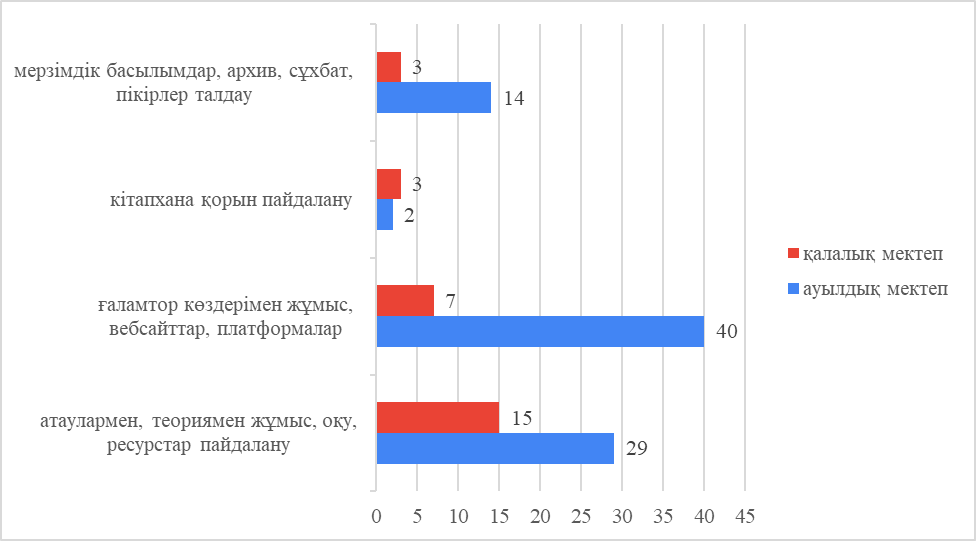 мерзімдік басылымдар, архив, сұхбат,
пікірлер талдау
3
14
кітапхана қорын пайдалану
3
2
ғаламтор көздерімен жұмыс,
вебсайттар, платформалар
7
40
атаулармен, теориямен жұмыс, оқу,
ресурстар пайдалану
15
29
0 5 10 15 20 25 30 35 40 45
қалалық мектеп
ауылдық мектеп